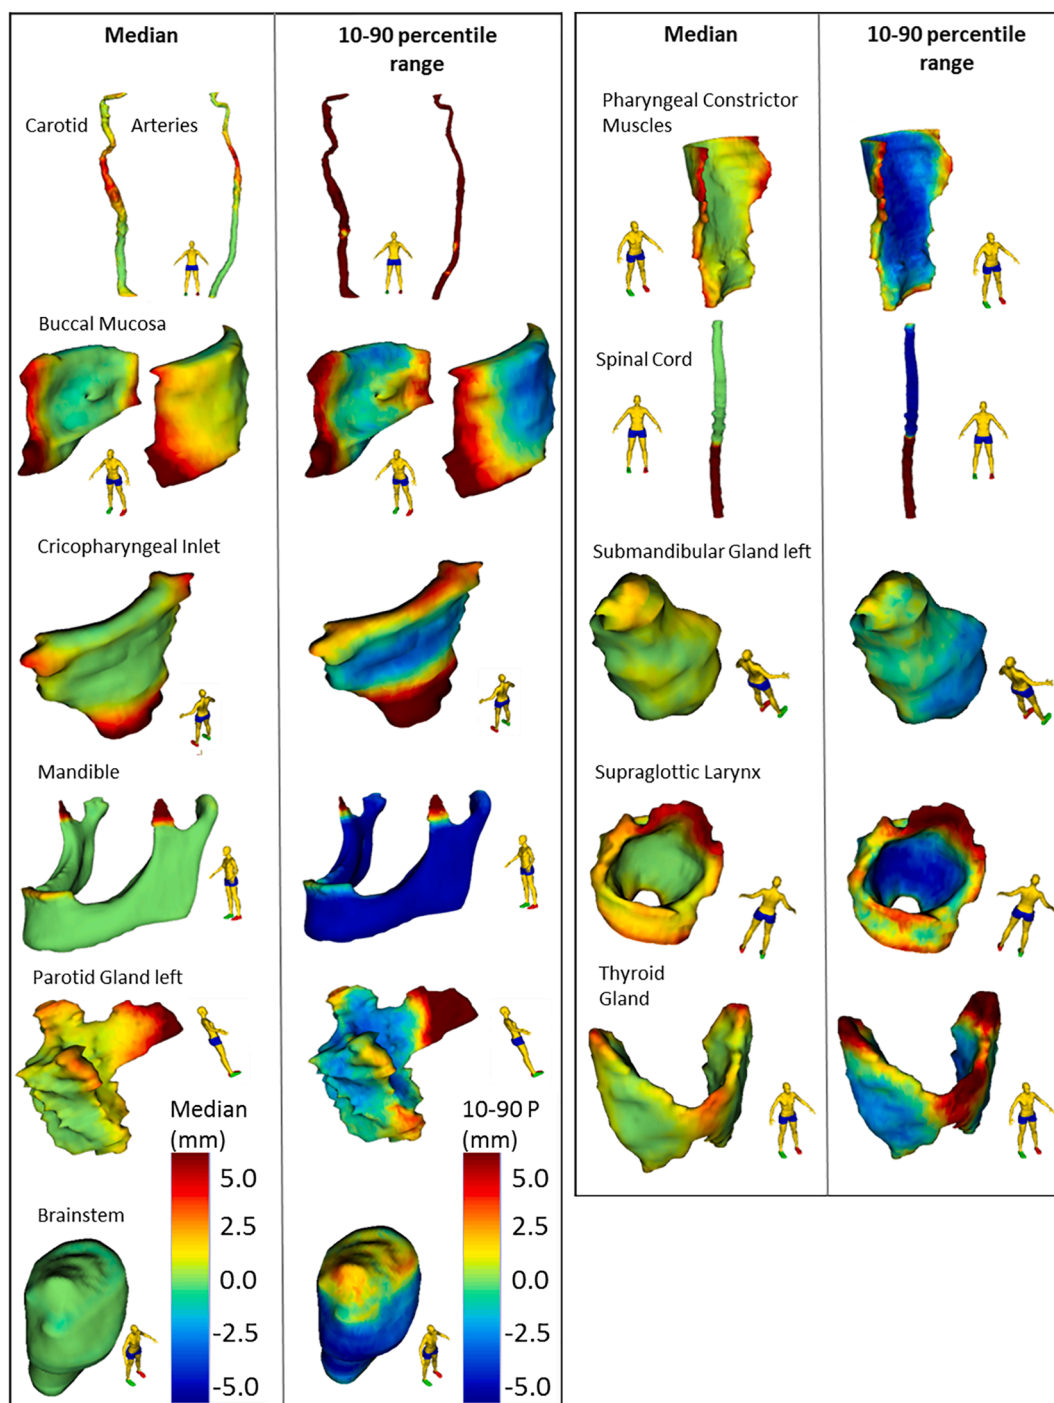 Median
10-90 percentile
range
Carotid
Arteries
Buccal Mucosa
Cricopharyngeal Inlet
Mandible
Parotid Gland left
Median
(mm)
5.0
2.5
0.0
-2.5
-5.0
10-90 P
(mm)
5.0
2.5
0.0
-2.5
-5.0
Brainstem
Median
10-90 percentile
range
Pharyngeal Constrictor
Muscles
Spinal Cord
Submandibular Gland left
Supraglottic Larynx
Thyroid
Gland